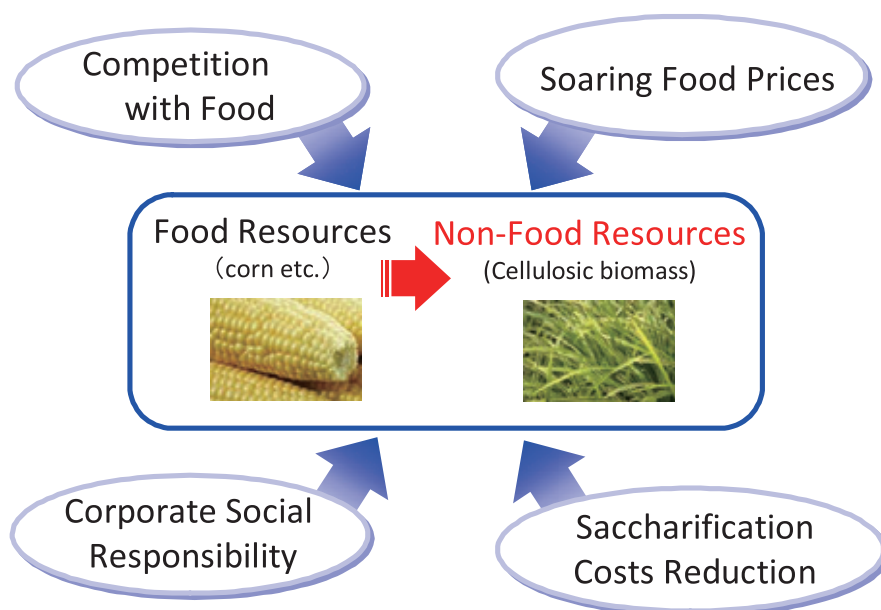 Competition
with Food
Soaring Food Prices
Food Resources
（corn etc.）
Non-Food Resources
(Cellulosic biomass)
Corporate Social
Responsibility
Saccharification
Costs Reduction